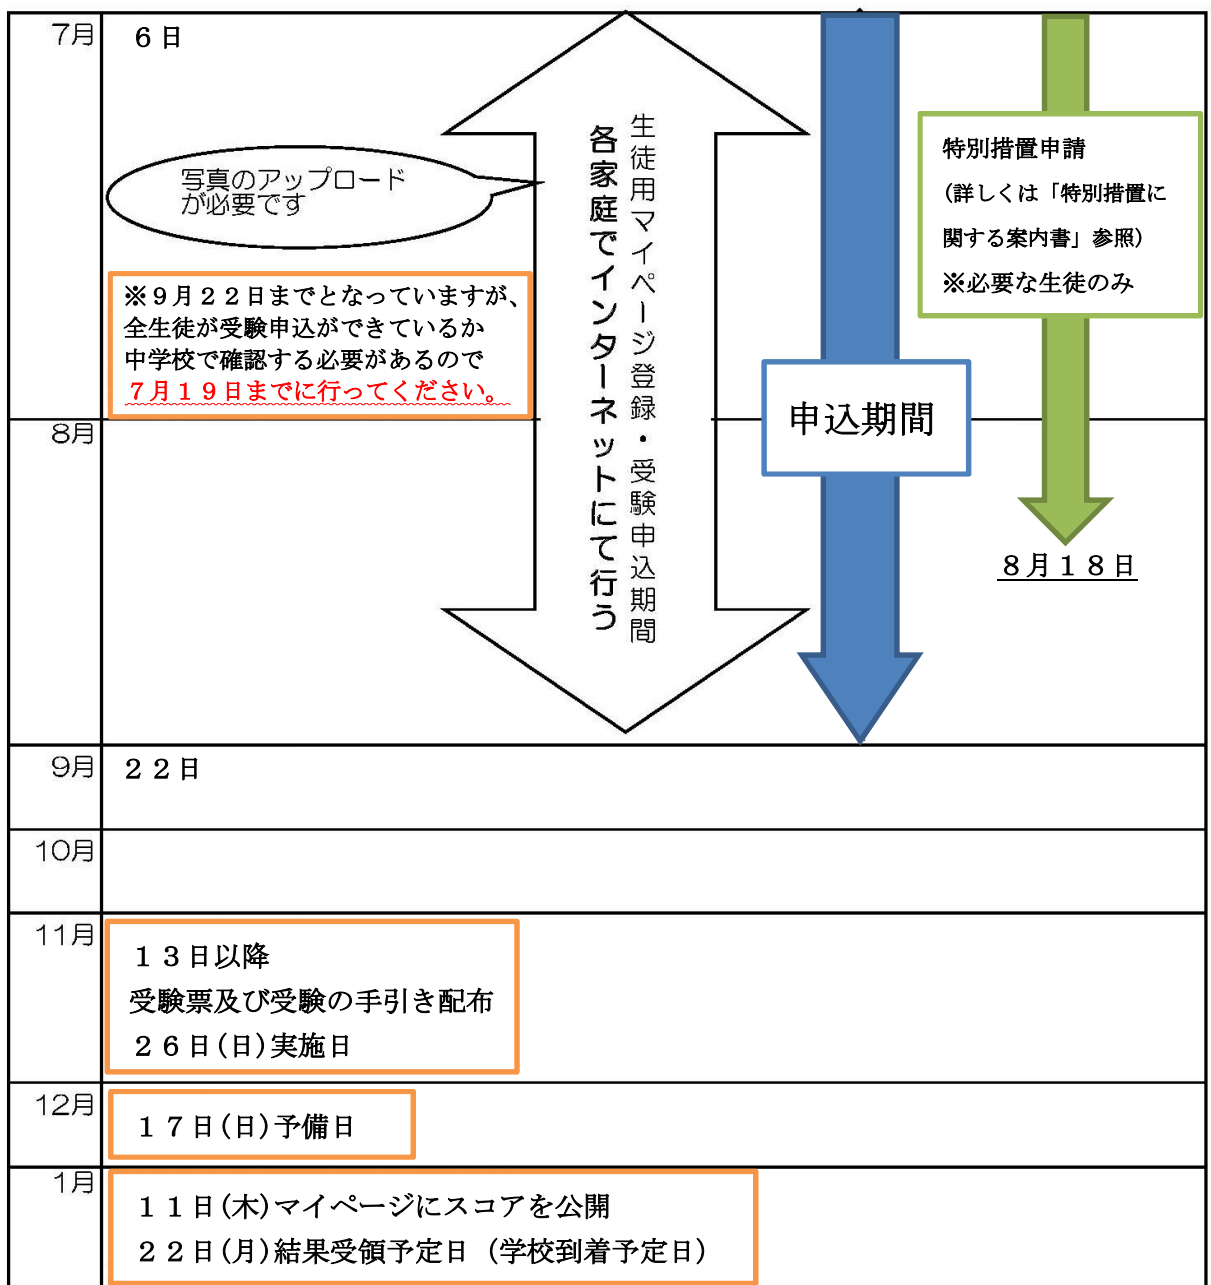 7月
６日
写真のアップロード
が必要です
※９月２２日までとなっていますが、
全生徒が受験申込ができているか
中学校で確認する必要があるので
７月１９日までに行ってください。
生徒用マイページ登録・受験申込期間
各家庭でインターネットにて行う
申込期間
特別措置申請
（詳しくは「特別措置に
関する案内書」参照）
※必要な生徒のみ
８月１８日
8月
9月
２２日
10月
11月
１３日以降
受験票及び受験の手引き配布
２６日(日)実施日
12月
１７日(日)予備日
1月
１１日(木)マイページにスコアを公開
２２日(月)結果受領予定日（学校到着予定日）